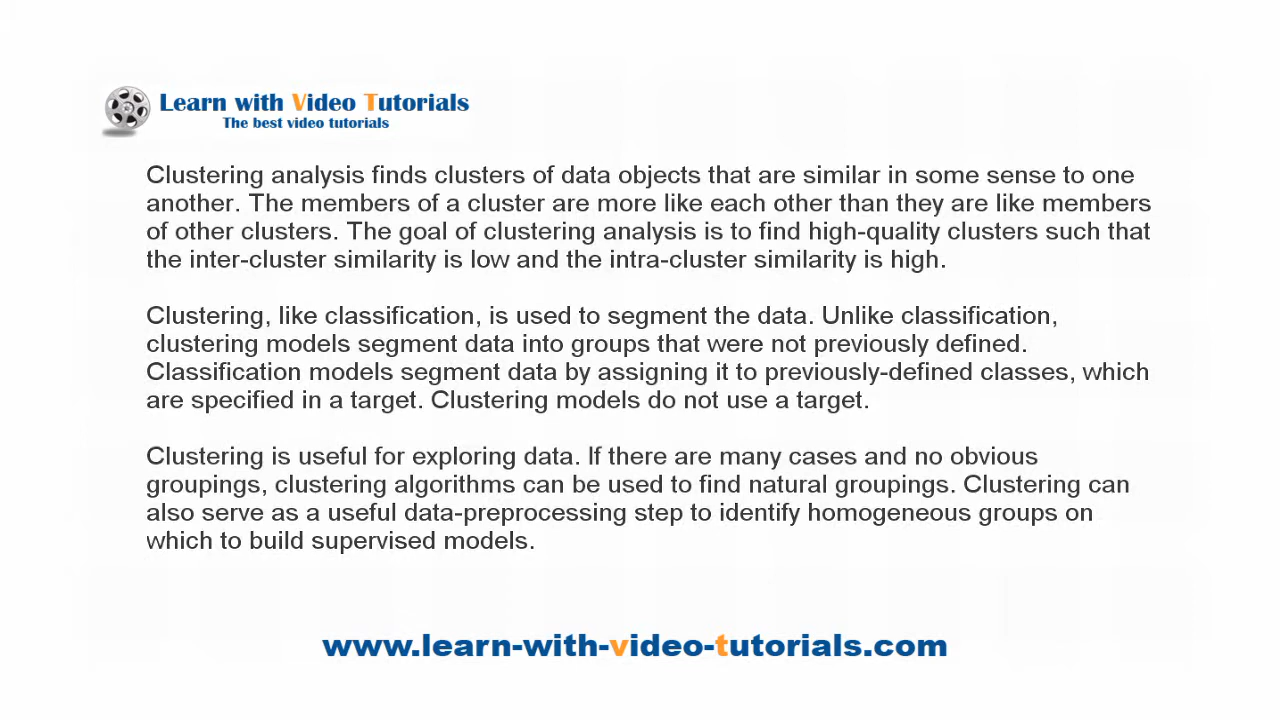 Learn with Video Tutorials
The best video tutorials
Clustering analysis finds clusters of data objects that are similar in some sense to one
another. The members of a cluster are more like each other than they are like members
of other clusters. The goal of clustering analysis is to find high-quality clusters such that
the inter-cluster similarity is low and the intra-cluster similarity is high.
Clustering, like classification, is used to segment the data. Unlike classification,
clustering models segment data into groups that were not previously defined.
Classification models segment data by assigning it to previously-defined classes, which
are specified in a target. Clustering models do not use a target.
Clustering is useful for exploring data. If there are many cases and no obvious
groupings, clustering algorithms can be used to find natural groupings. Clustering can
also serve as a useful data-preprocessing step to identify homogeneous groups on
which to build supervised models.
www.learn-with-video-tutorials.com